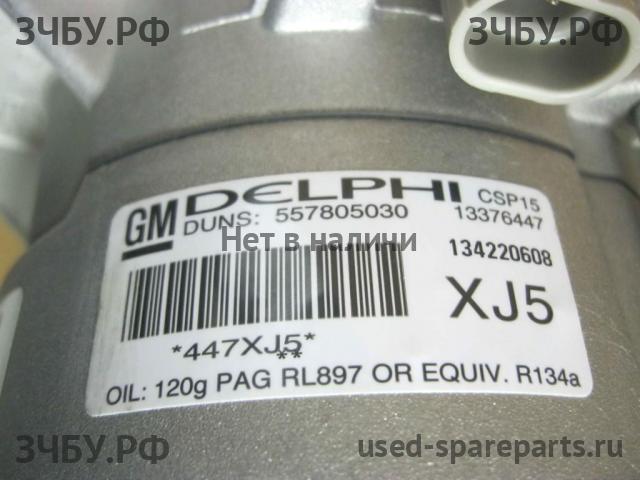 ЗЧБУ.РФ
ЗЧБУ.РФ
GM DELPHI CSP15
DUNS: 557805030 13376447
Нет в наличи
134220608
XJ5
*447XJ5*
**
OIL: 120g PAG RL897 OR EQUIV. R134a
ЗЧБУ.РФ
used-spareparts.ru